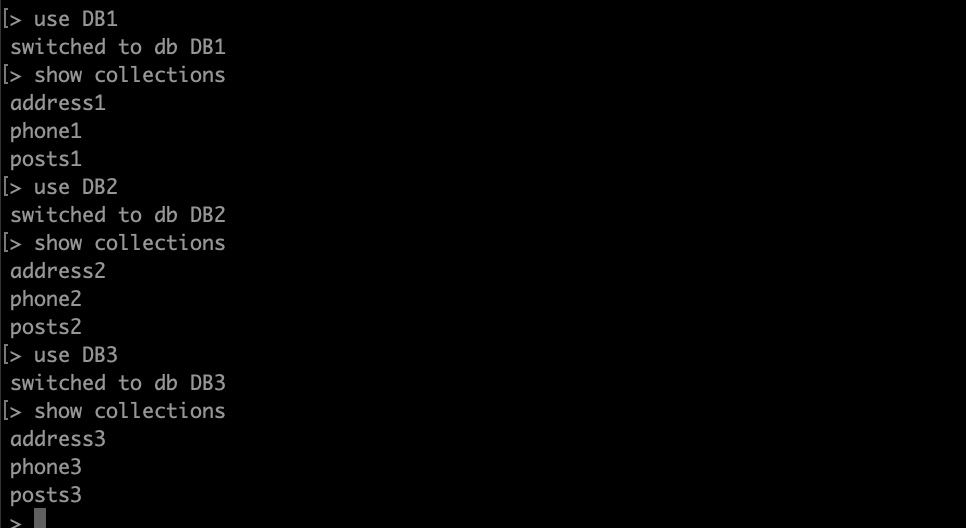 [> use DB1
switched to db DB1
[> show collections
address1
phone1
posts1
[> use DB2
switched to db DB2
[> show collections
address2
phone2
posts2
[> use DB3
switched to db DB3
[> show collections
address3
phone3
posts3
>